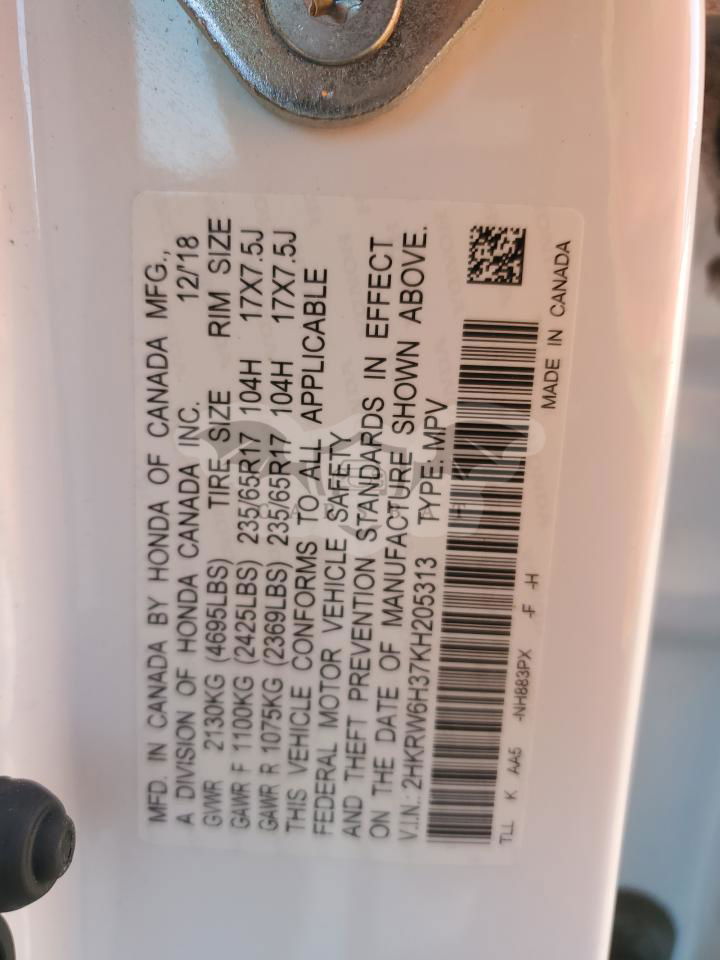 MFD. IN CANADA BY HONDA OF CANADA MFG.,
A DIVISION OF HONDA CANADA INC. 12/'18
GVWR 2130KG (4695LBS) TIRE SIZE RIM SIZE
GAWR F 1100KG (2425LBS) 235/65R17 104H 17X7.5J
GAWR R 1075KG (2369LBS) 235/65R17 104H 17X7.5J
THIS VEHICLE CONFORMS TO ALL APPLICABLE
FEDERAL MOTOR VEHICLE SAFETY
AND THEFT PREVENTION STANDARDS IN EFFECT
ON THE DATE OF MANUFACTURE SHOWN ABOVE.
V.I.N.: 2HKRW6H37KH205313 TYPE: MPV
TLL K AA5 -NH883PX -F -H
MADE IN CANADA